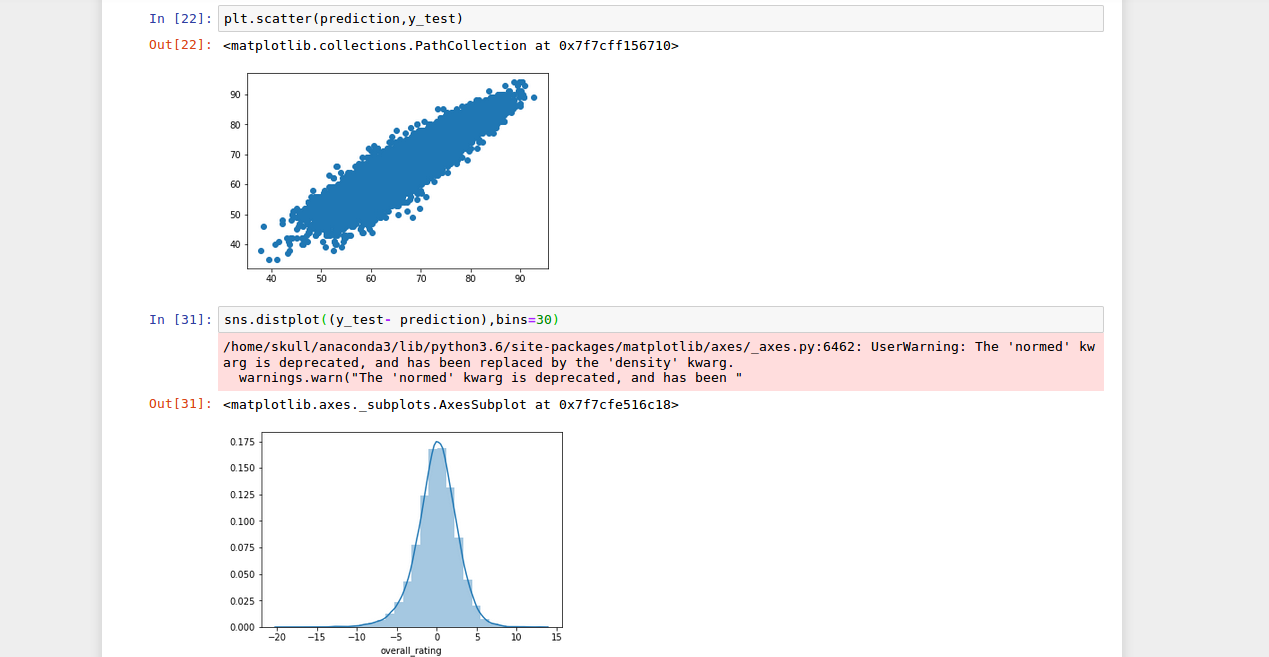 In [22]: plt.scatter(prediction,y_test)
Out[22]: <matplotlib.collections.PathCollection at 0x7f7cff156710>
90
80
70
60
50
40
40 50 60 70 80 90
In [31]: sns.distplot((y_test- prediction),bins=30)
/home/skull/anaconda3/lib/python3.6/site-packages/matplotlib/axes/_axes.py:6462: UserWarning: The 'normed' kw
arg is deprecated, and has been replaced by the 'density' kwarg.
warnings.warn("The 'normed' kwarg is deprecated, and has been "
Out[31]: <matplotlib.axes._subplots.AxesSubplot at 0x7f7cfe516c18>
0.175
0.150
0.125
0.100
0.075
0.050
0.025
0.000
−20 −15 −10 −5 0 5 10 15
overall_rating